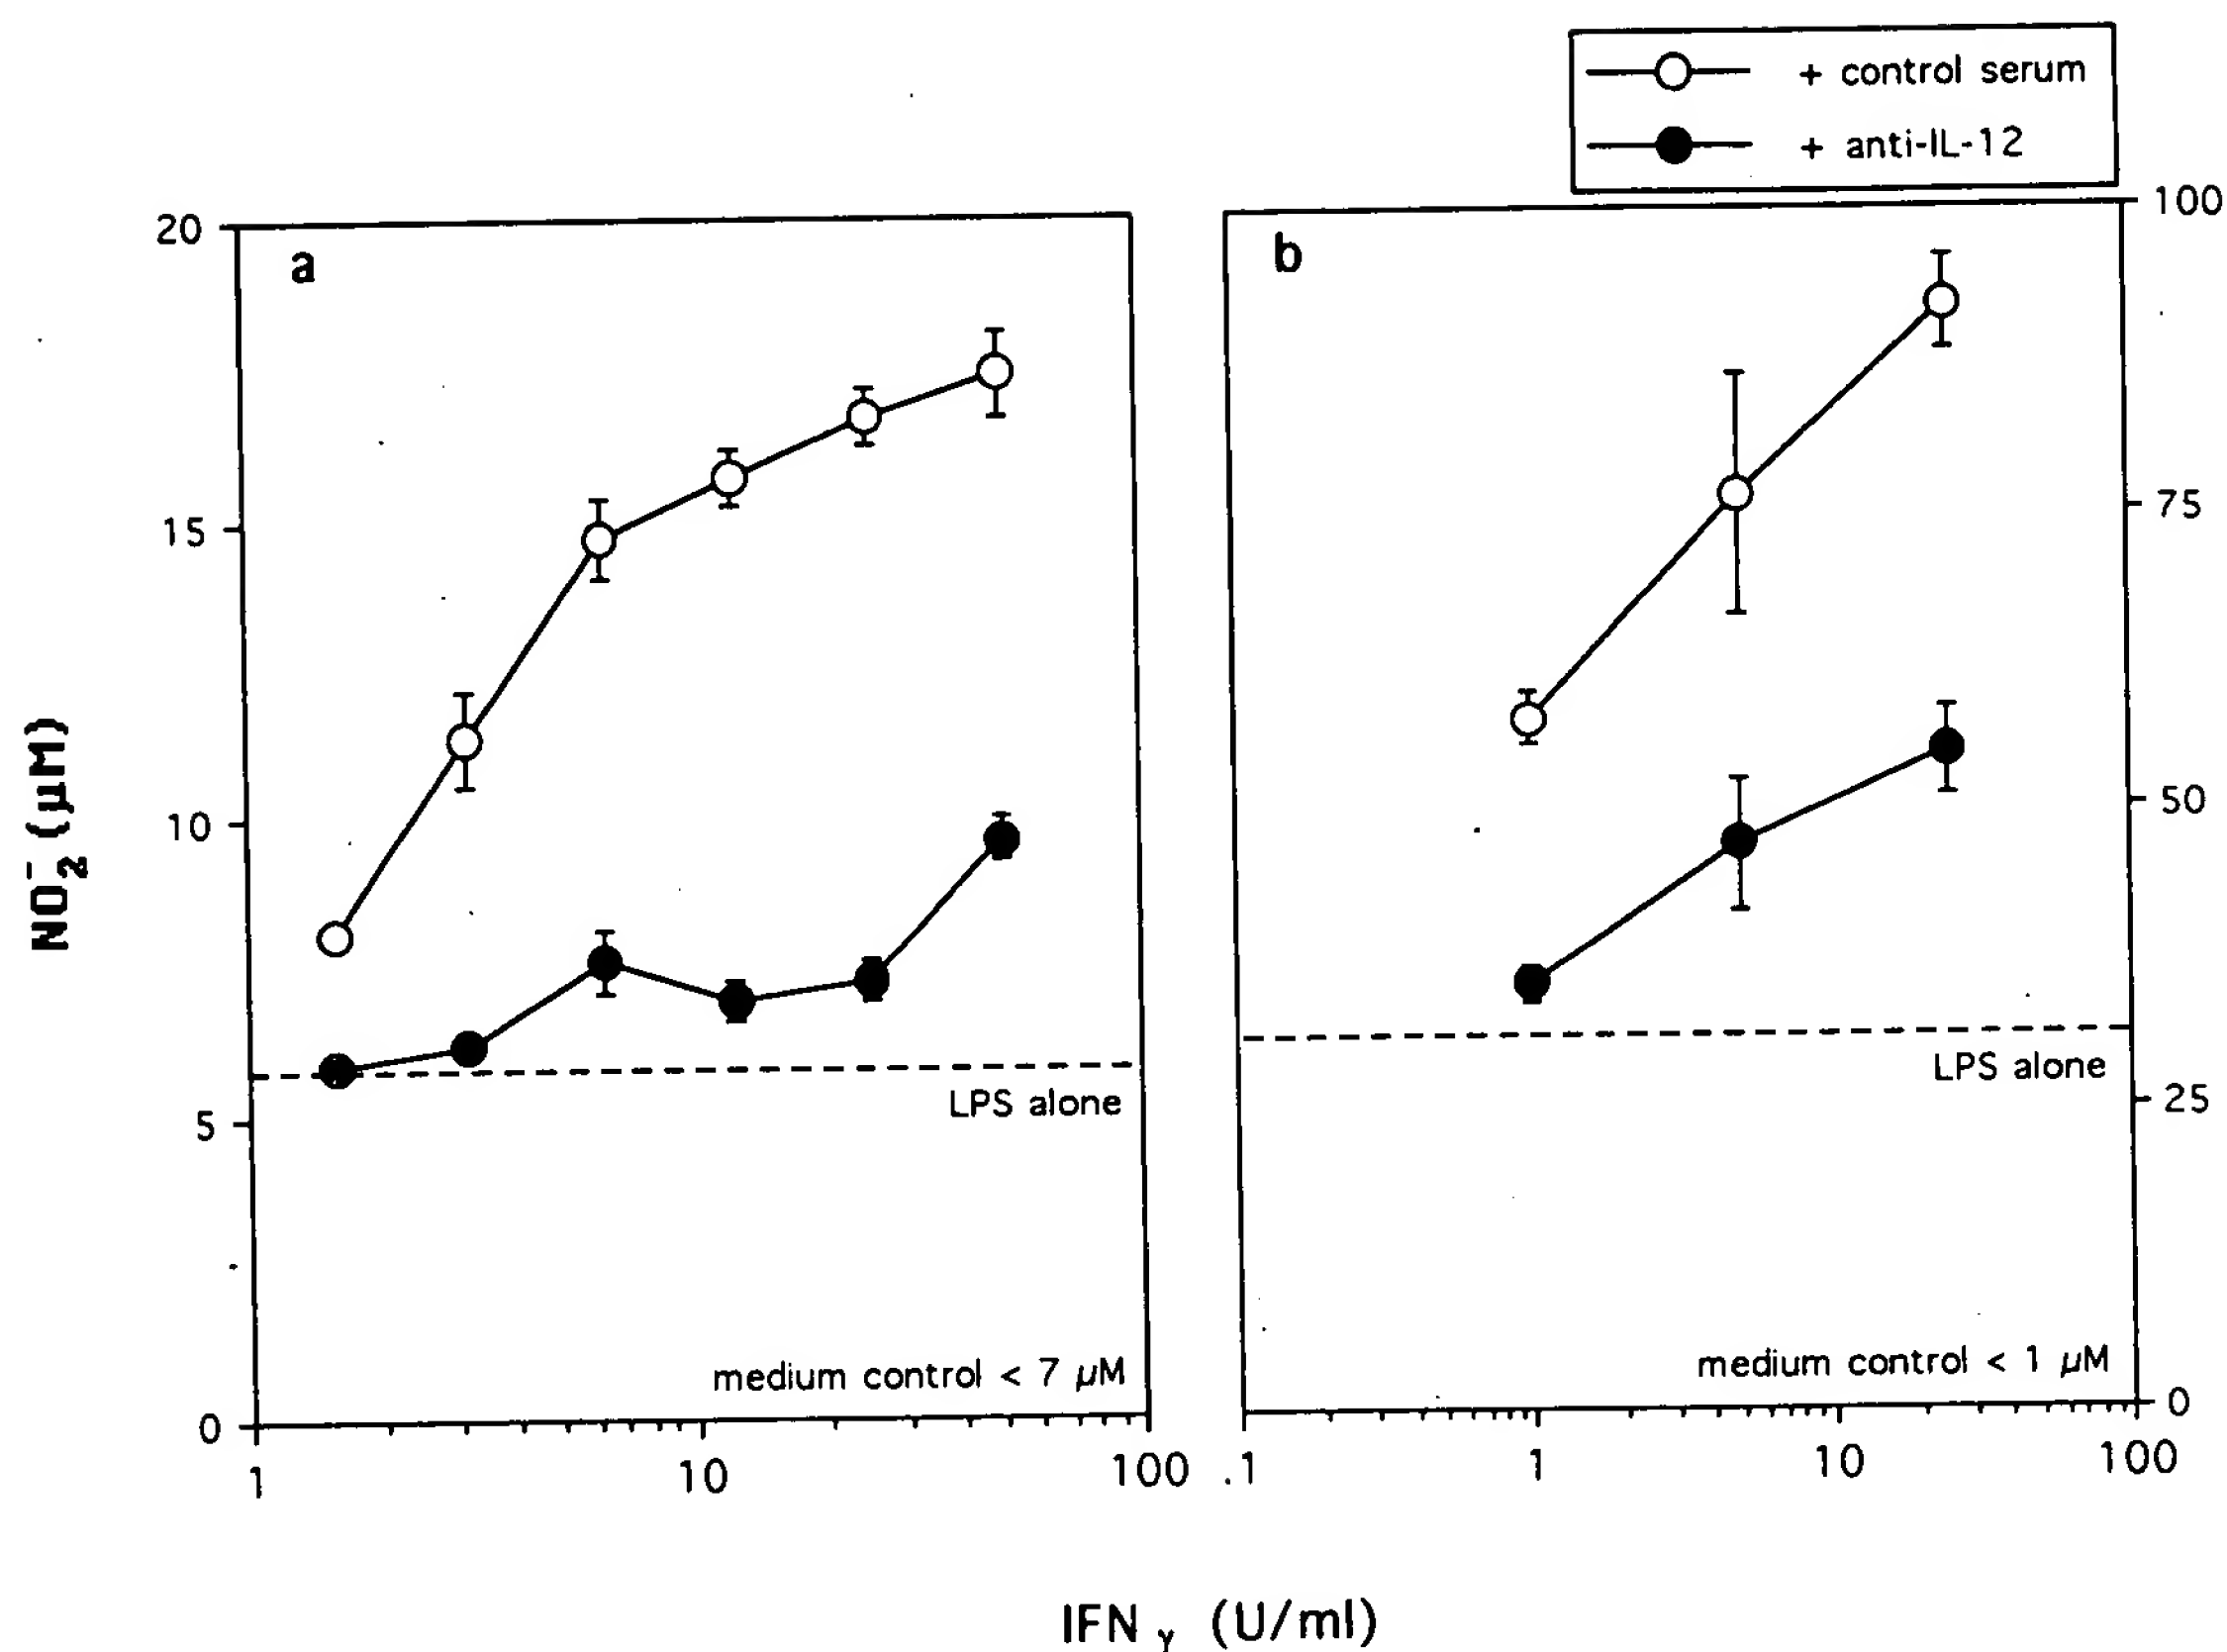 + control serum
+ anti-IL-12
a
b
20
15
10
5
0
100
75
50
25
0
NO₂⁻ (µM)
LPS alone
LPS alone
medium control < 7 µM
medium control < 1 µM
1
10
100
.1
1
10
100
IFN γ (U/ml)